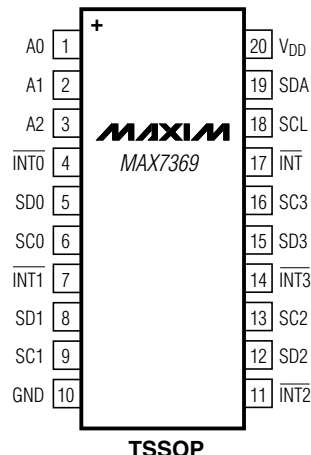 +
A0 1 20 VDD
A1 2 19 SDA
A2 3 MAXIM 18 SCL
INT0 4 MAX7369 17 INT
SD0 5 16 SC3
SC0 6 15 SD3
INT1 7 14 INT3
SD1 8 13 SC2
SC1 9 12 SD2
GND 10 11 INT2
TSSOP